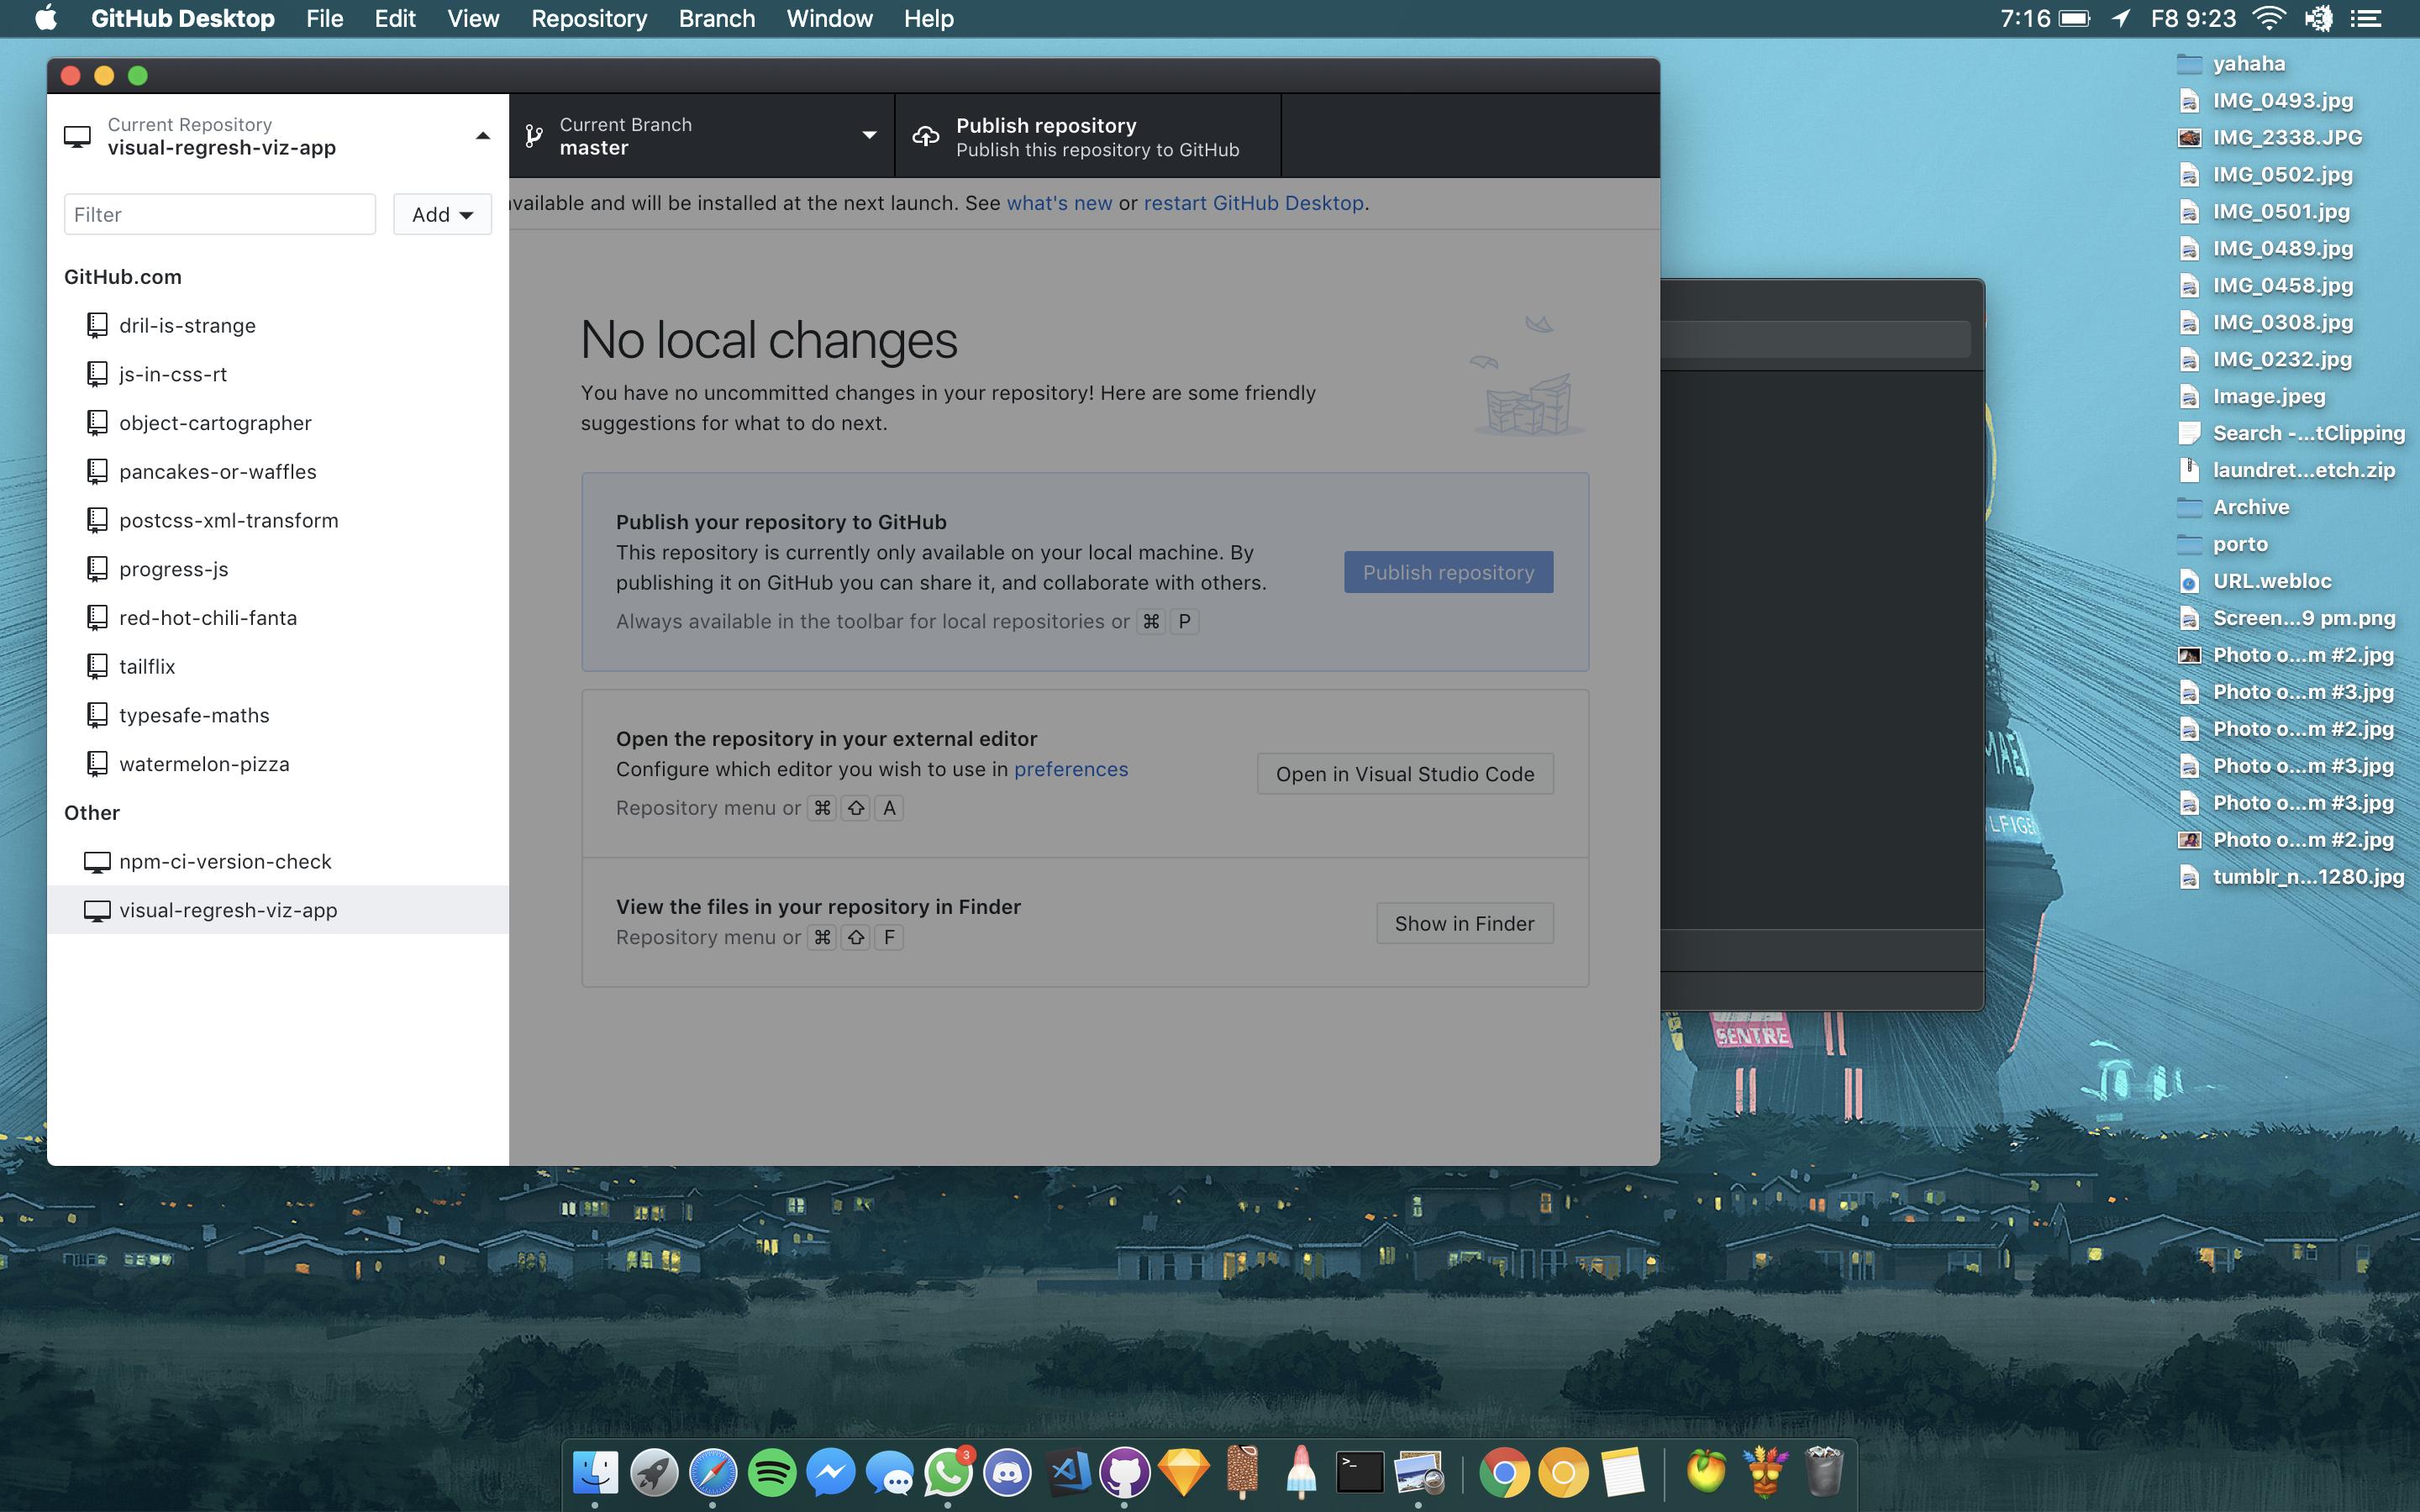 GitHub Desktop File Edit View Repository Branch Window Help
7:16 F8 9:23
Current Repository
visual-regresh-viz-app
Current Branch
master
Publish repository
Publish this repository to GitHub
Filter
Add
available and will be installed at the next launch. See what's new or restart GitHub Desktop.
GitHub.com
dril-is-strange
js-in-css-rt
object-cartographer
pancakes-or-waffles
postcss-xml-transform
progress-js
red-hot-chili-fanta
tailflix
typesafe-maths
watermelon-pizza
Other
npm-ci-version-check
visual-regresh-viz-app
No local changes
You have no uncommitted changes in your repository! Here are some friendly
suggestions for what to do next.
Publish your repository to GitHub
This repository is currently only available on your local machine. By
publishing it on GitHub you can share it, and collaborate with others.
Always available in the toolbar for local repositories or ⌘ P
Publish repository
Open the repository in your external editor
Configure which editor you wish to use in preferences
Repository menu or ⌘ ⇧ A
Open in Visual Studio Code
View the files in your repository in Finder
Repository menu or ⌘ ⇧ F
Show in Finder
yahaha
IMG_0493.jpg
IMG_2338.JPG
IMG_0502.jpg
IMG_0501.jpg
IMG_0489.jpg
IMG_0458.jpg
IMG_0308.jpg
IMG_0232.jpg
Image.jpeg
Search -...tClipping
laundret...etch.zip
Archive
porto
URL.webloc
Screen...9 pm.png
Photo o...m #2.jpg
Photo o...m #3.jpg
Photo o...m #2.jpg
Photo o...m #3.jpg
Photo o...m #3.jpg
Photo o...m #2.jpg
tumblr_n...1280.jpg
SENTRE
3